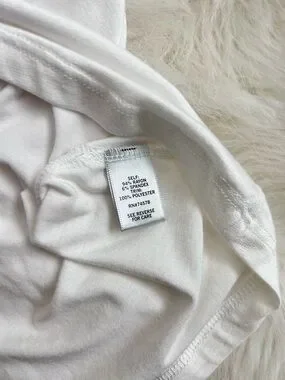 SELF:
94% RAYON
6% SPANDEX
TRIM:
100% POLYESTER
RN#74578
SEE REVERSE
FOR CARE